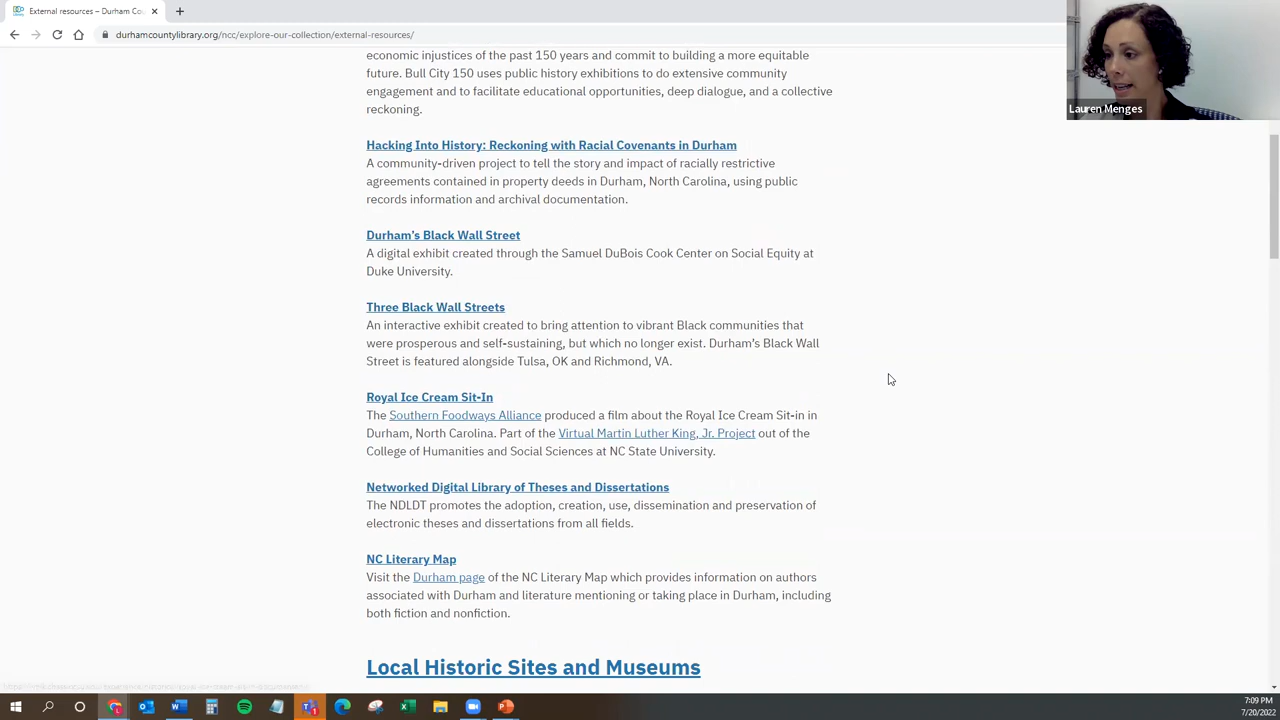 External resources – Durham Cou
durhamcountylibrary.org/ncc/explore-our-collection/external-resources/
Lauren Menges
economic injustices of the past 150 years and commit to building a more equitable
future. Bull City 150 uses public history exhibitions to do extensive community
engagement and to facilitate educational opportunities, deep dialogue, and a collective
reckoning.
Hacking Into History: Reckoning with Racial Covenants in Durham
A community-driven project to tell the story and impact of racially restrictive
agreements contained in property deeds in Durham, North Carolina, using public
records information and archival documentation.
Durham’s Black Wall Street
A digital exhibit created through the Samuel DuBois Cook Center on Social Equity at
Duke University.
Three Black Wall Streets
An interactive exhibit created to bring attention to vibrant Black communities that
were prosperous and self-sustaining, but which no longer exist. Durham’s Black Wall
Street is featured alongside Tulsa, OK and Richmond, VA.
Royal Ice Cream Sit-In
The Southern Foodways Alliance produced a film about the Royal Ice Cream Sit-in in
Durham, North Carolina. Part of the Virtual Martin Luther King, Jr. Project out of the
College of Humanities and Social Sciences at NC State University.
Networked Digital Library of Theses and Dissertations
The NDLDT promotes the adoption, creation, use, dissemination and preservation of
electronic theses and dissertations from all fields.
NC Literary Map
Visit the Durham page of the NC Literary Map which provides information on authors
associated with Durham and literature mentioning or taking place in Durham, including
both fiction and nonfiction.
Local Historic Sites and Museums
7:09 PM
7/20/2022